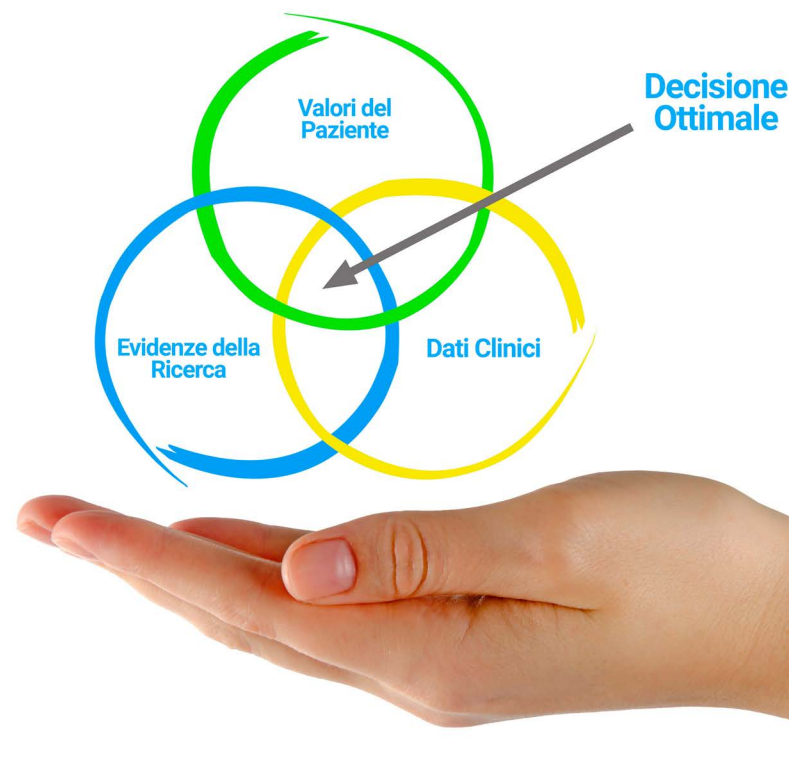 Valori del
Paziente
Decisione
Ottimale
Evidenze della
Ricerca
Dati Clinici